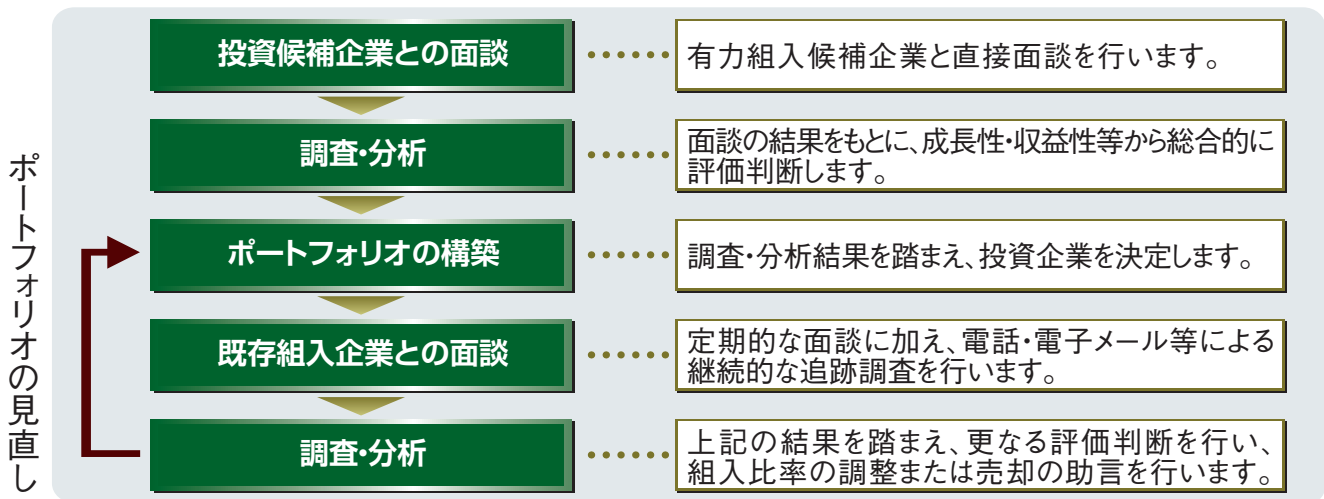 投資候補企業との面談
有力組入候補企業と直接面談を行います。
調査・分析
面談の結果をもとに、成長性・収益性等から総合的に
評価判断します。
ポートフォリオの構築
調査・分析結果を踏まえ、投資企業を決定します。
既存組入企業との面談
定期的な面談に加え、電話・電子メール等による
継続的な追跡調査を行います。
調査・分析
上記の結果を踏まえ、更なる評価判断を行い、
組入比率の調整または売却の助言を行います。
ポートフォリオの見直し